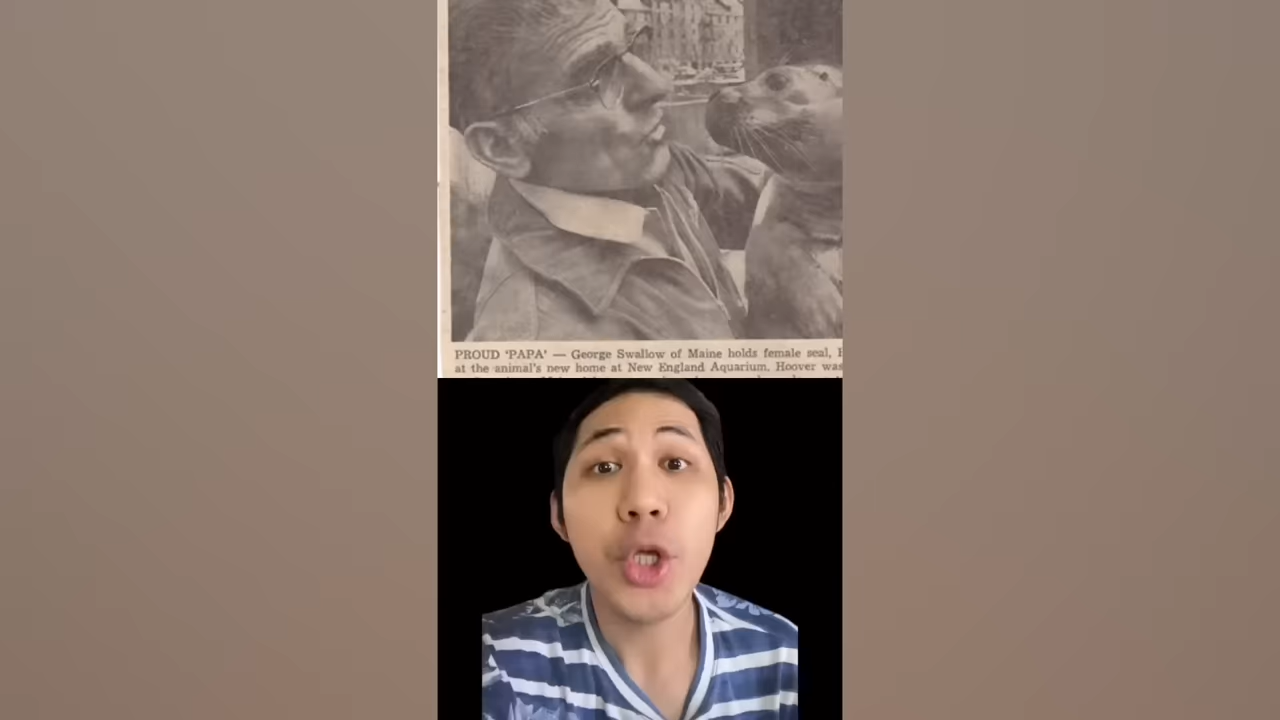 PROUD 'PAPA' — George Swallow of Maine holds female seal,
at the animal's new home at New England Aquarium. Hoover was